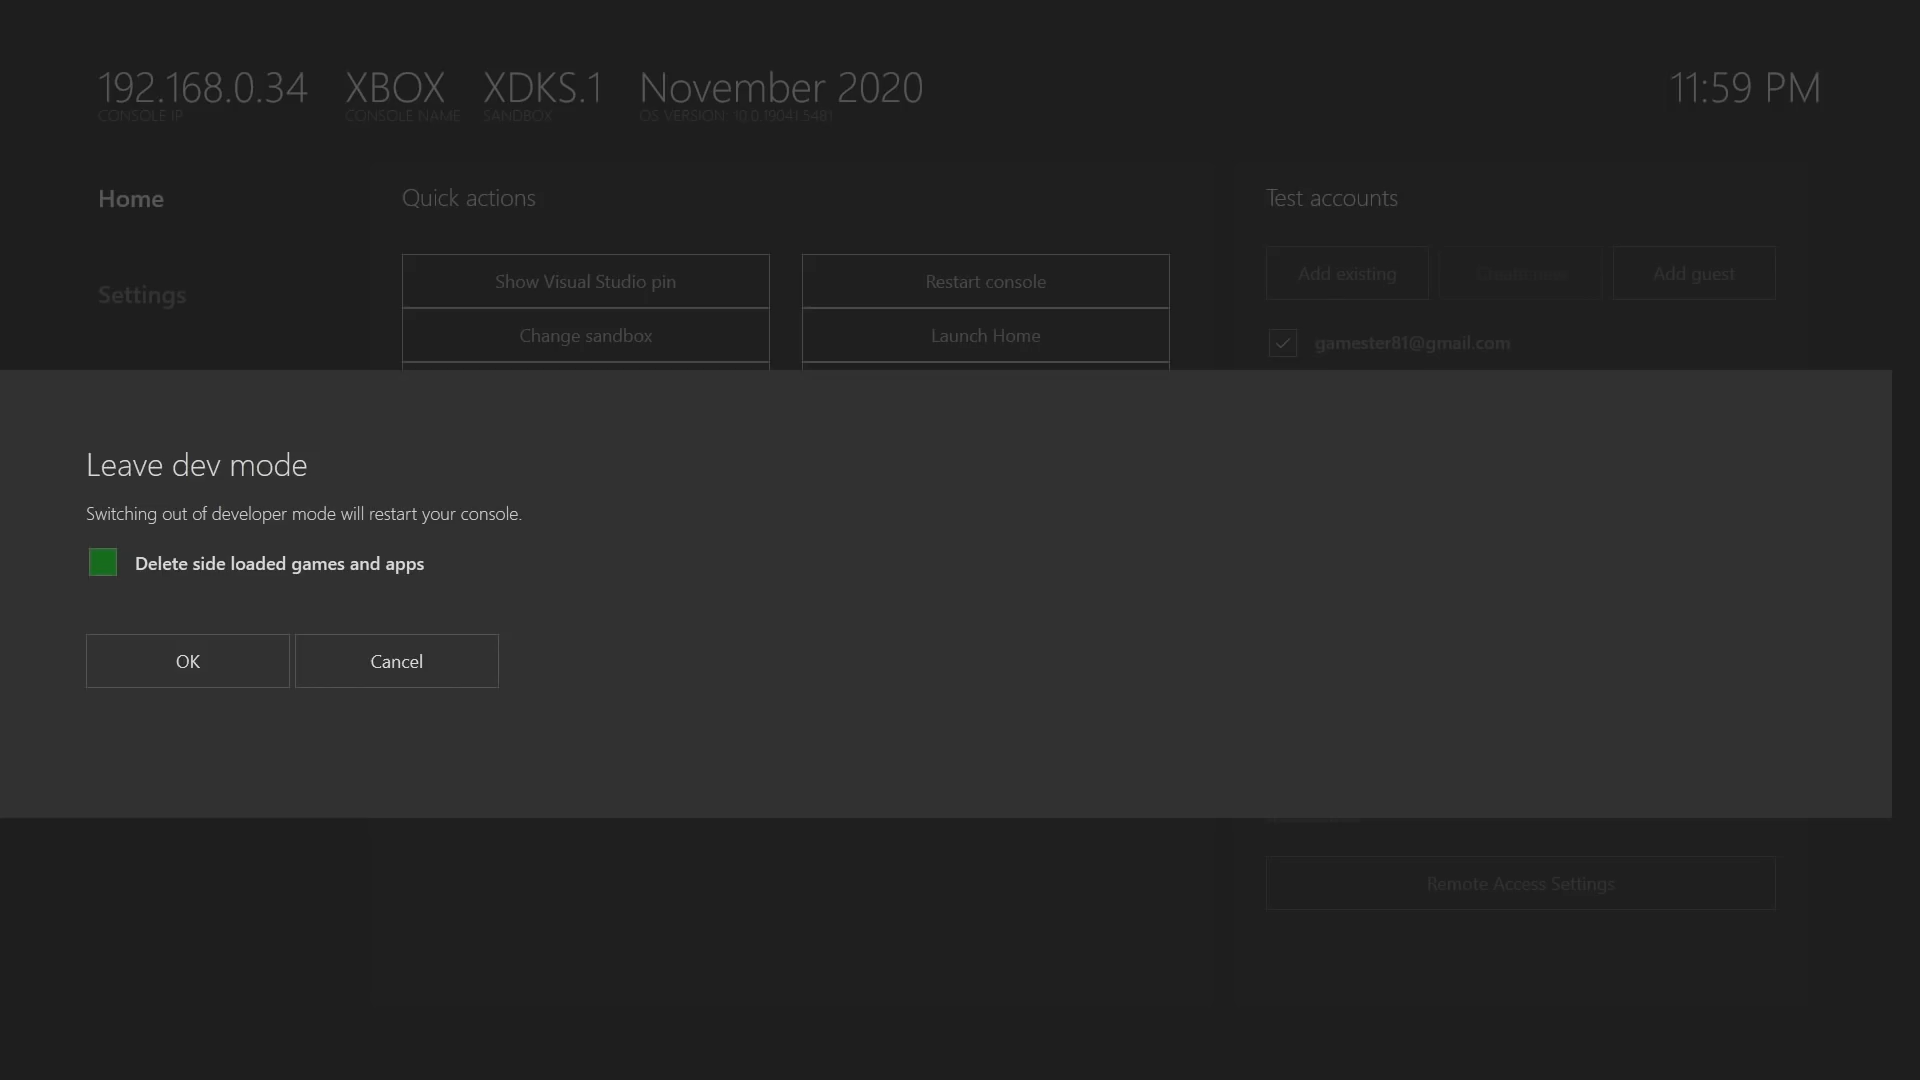 192.168.0.34 XBOX XDKS.1 November 2020 11:59 PM
CONSOLE IP CONSOLE NAME SANDBOX OS VERSION 10.0.19041.5481
Home
Quick actions
Test accounts
Show Visual Studio pin
Restart console
Add existing
Create new
Add guest
Settings
Change sandbox
Launch Home
gamester81@gmail.com
Leave dev mode
Switching out of developer mode will restart your console.
Delete side loaded games and apps
OK
Cancel
Remote Access Settings